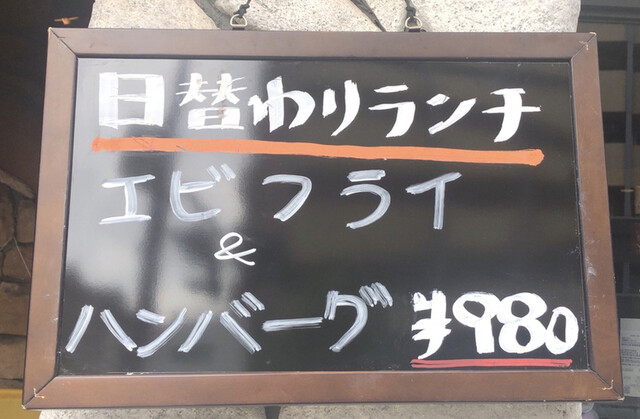 日替わりランチ
エビフライ
&
ハンバーグ ¥980